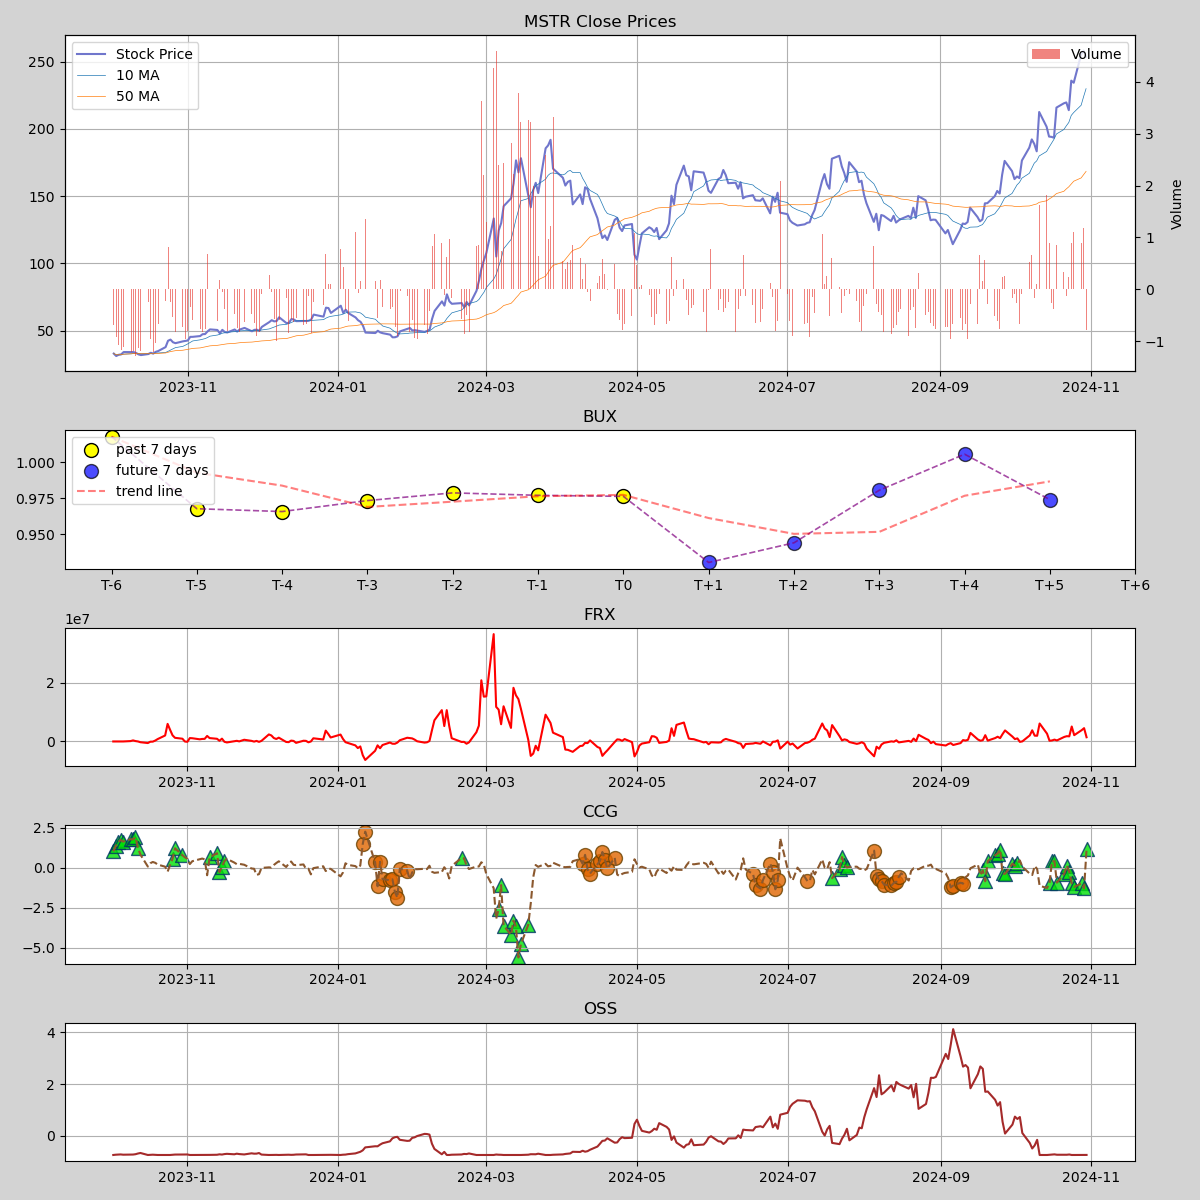 MSTR Close Prices
Stock Price
10 MA
50 MA
Volume
250
200
150
100
50
4
3
2
1
0
−1
Volume
2023-11 2024-01 2024-03 2024-05 2024-07 2024-09 2024-11
BUX
past 7 days
future 7 days
trend line
1.000
0.975
0.950
T-6 T-5 T-4 T-3 T-2 T-1 T0 T+1 T+2 T+3 T+4 T+5 T+6
FRX
1e7
2
0
2023-11 2024-01 2024-03 2024-05 2024-07 2024-09 2024-11
CCG
2.5
0.0
−2.5
−5.0
2023-11 2024-01 2024-03 2024-05 2024-07 2024-09 2024-11
OSS
4
2
0
2023-11 2024-01 2024-03 2024-05 2024-07 2024-09 2024-11